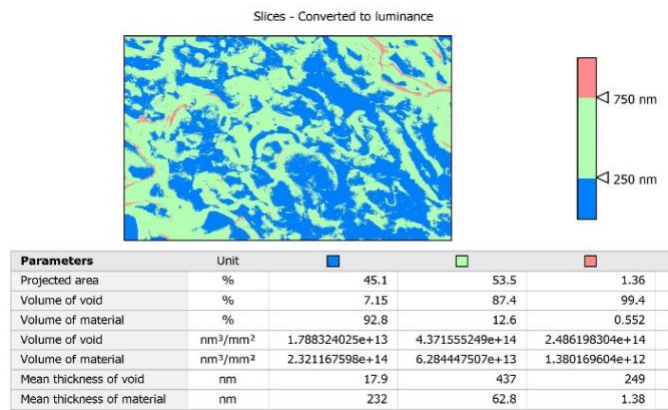 Slices - Converted to luminance
750 nm
250 nm
Parameters Unit
Projected area % 45.1 53.5 1.36
Volume of void % 7.15 87.4 99.4
Volume of material % 92.8 12.6 0.552
Volume of void nm³/mm² 1.788324025e+13 4.371555249e+14 2.486198304e+14
Volume of material nm³/mm² 2.321167598e+14 6.284447507e+13 1.380169604e+12
Mean thickness of void nm 17.9 437 249
Mean thickness of material nm 232 62.8 1.38